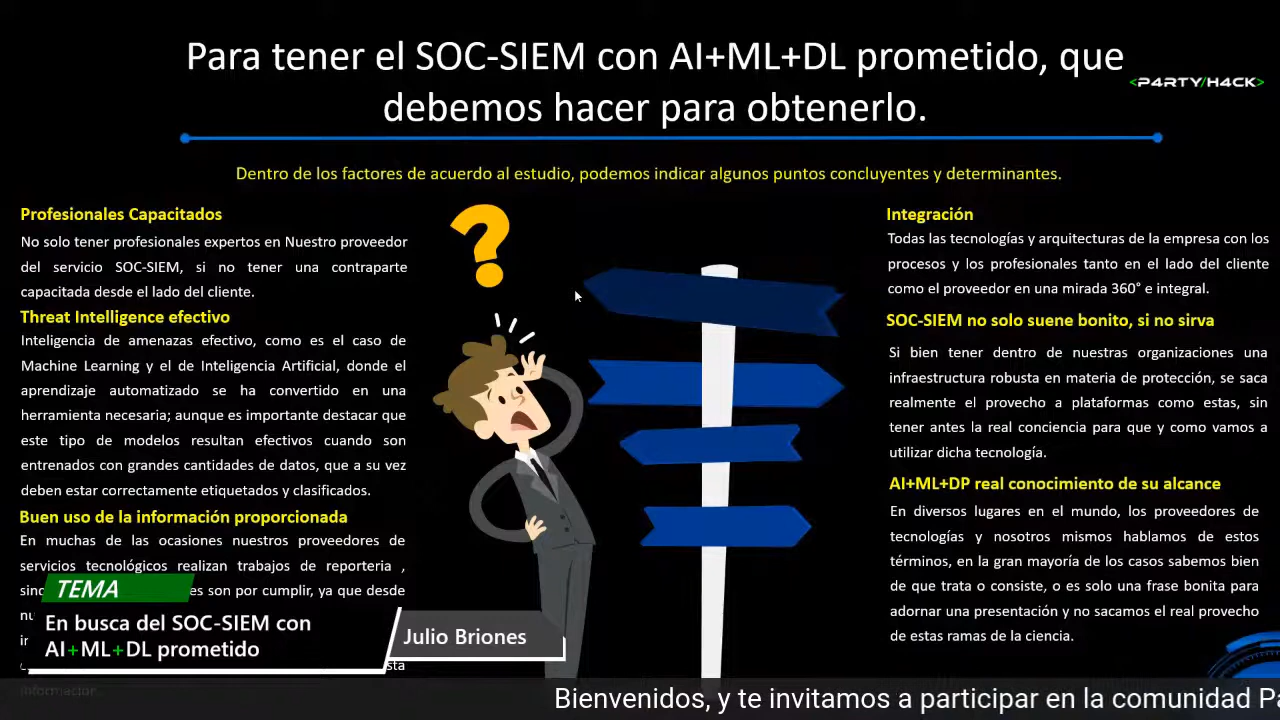 Para tener el SOC-SIEM con AI+ML+DL prometido, que
debemos hacer para obtenerlo.
<P4RTY/H4CK>
Dentro de los factores de acuerdo al estudio, podemos indicar algunos puntos concluyentes y determinantes.
Profesionales Capacitados
No solo tener profesionales expertos en Nuestro proveedor
del servicio SOC-SIEM, si no tener una contraparte
capacitada desde el lado del cliente.
Threat Intelligence efectivo
Inteligencia de amenazas efectivo, como es el caso de
Machine Learning y el de Inteligencia Artificial, donde el
aprendizaje automatizado se ha convertido en una
herramienta necesaria; aunque es importante destacar que
este tipo de modelos resultan efectivos cuando son
entrenados con grandes cantidades de datos, que a su vez
deben estar correctamente etiquetados y clasificados.
Buen uso de la información proporcionada
En muchas de las ocasiones nuestros proveedores de
servicios tecnológicos realizan trabajos de reporteria ,
es son por cumplir, ya que desde
Integración
Todas las tecnologías y arquitecturas de la empresa con los
procesos y los profesionales tanto en el lado del cliente
como el proveedor en una mirada 360° e integral.
SOC-SIEM no solo suene bonito, si no sirva
Si bien tener dentro de nuestras organizaciones una
infraestructura robusta en materia de protección, se saca
realmente el provecho a plataformas como estas, sin
tener antes la real conciencia para que y como vamos a
utilizar dicha tecnología.
AI+ML+DP real conocimiento de su alcance
En diversos lugares en el mundo, los proveedores de
tecnologías y nosotros mismos hablamos de estos
términos, en la gran mayoría de los casos sabemos bien
de que trata o consiste, o es solo una frase bonita para
adornar una presentación y no sacamos el real provecho
de estas ramas de la ciencia.
TEMA
En busca del SOC-SIEM con
AI+ML+DL prometido
Julio Briones
Bienvenidos, y te invitamos a participar en la comunidad Pa